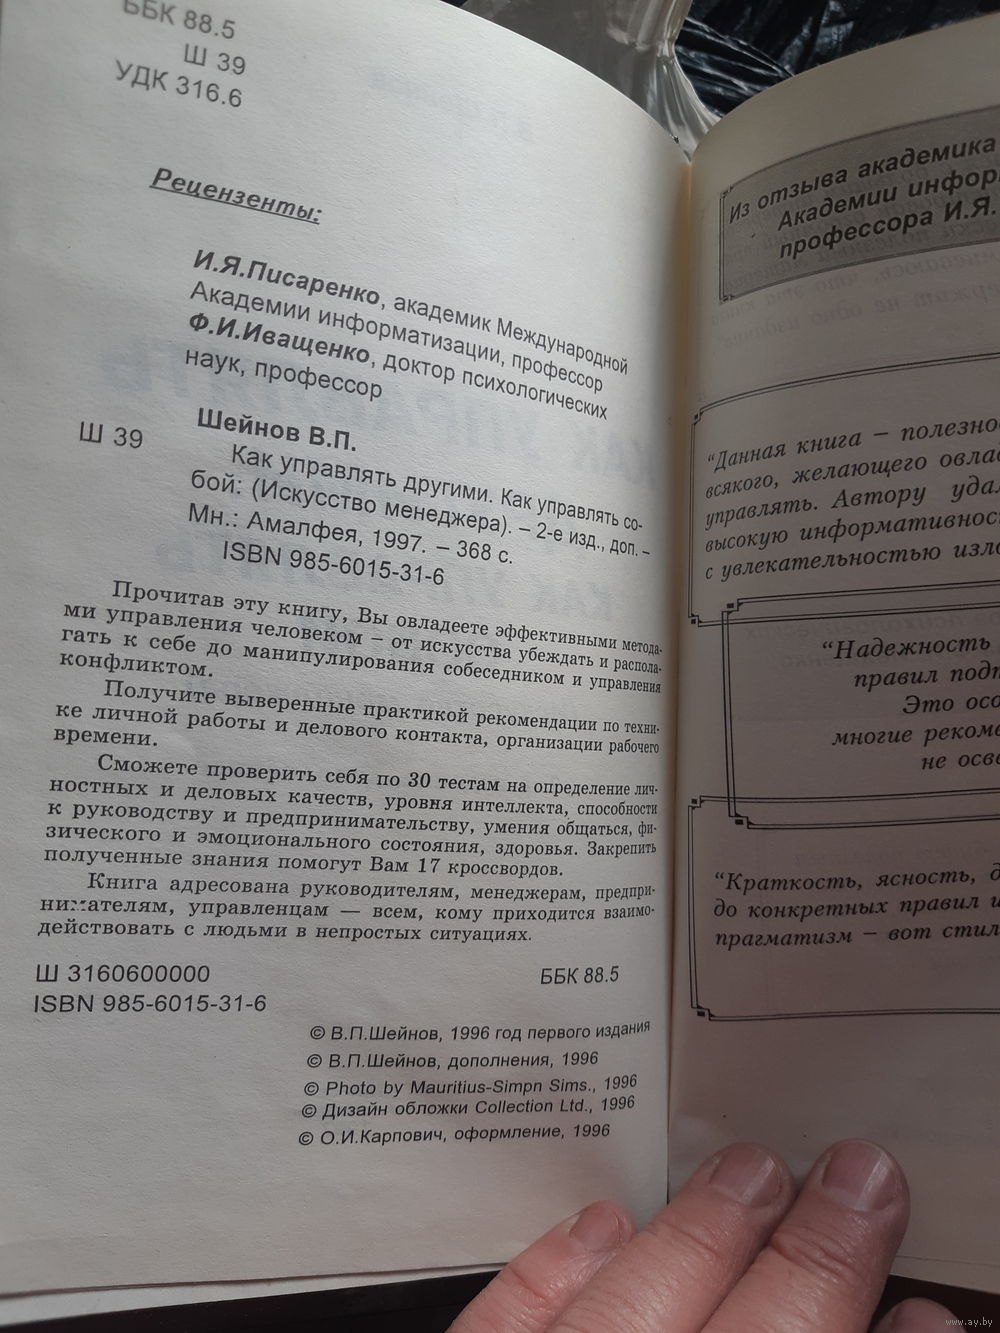 ББК 88.5
Ш 39
УДК 316.6
Рецензенты:
И.Я.Писаренко, академик Международной
Академии информатизации, профессор
Ф.И.Иващенко, доктор психологических
наук, профессор
Шейнов В.П.
Ш 39
Как управлять другими. Как управлять со-
бой: (Искусство менеджера). – 2-е изд., доп. –
Мн.: Амалфея, 1997. – 368 с.
ISBN 985-6015-31-6
Прочитав эту книгу, Вы овладеете эффективными метода-
ми управления человеком – от искусства убеждать и распола-
гать к себе до манипулирования собеседником и управления
конфликтом.
Получите выверенные практикой рекомендации по техни-
ке личной работы и делового контакта, организации рабочего
времени.
Сможете проверить себя по 30 тестам на определение лич-
ностных и деловых качеств, уровня интеллекта, способности
к руководству и предпринимательству, умения общаться, фи-
зического и эмоционального состояния, здоровья. Закрепить
полученные знания помогут Вам 17 кроссвордов.
Книга адресована руководителям, менеджерам, предпри-
нимателям, управленцам — всем, кому приходится взаимо-
действовать с людьми в непростых ситуациях.
Ш 3160600000
ББК 88.5
ISBN 985-6015-31-6
© В.П.Шейнов, 1996 год первого издания
© В.П.Шейнов, дополнения, 1996
© Photo by Mauritius-Simpn Sims., 1996
© Дизайн обложки Collection Ltd., 1996
© О.И.Карпович, оформление, 1996
Из отзыва академика
Академии инфор
профессора И.Я.
“Данная книга – полезно
всякого, желающего овла
управлять. Автору удал
высокую информативнос
с увлекательностью изло
“Надежность
правил подт
Это осо
многие рекоме
не осве
“Краткость, ясность, д
до конкретных правил и
прагматизм – вот стил
www.ay.by